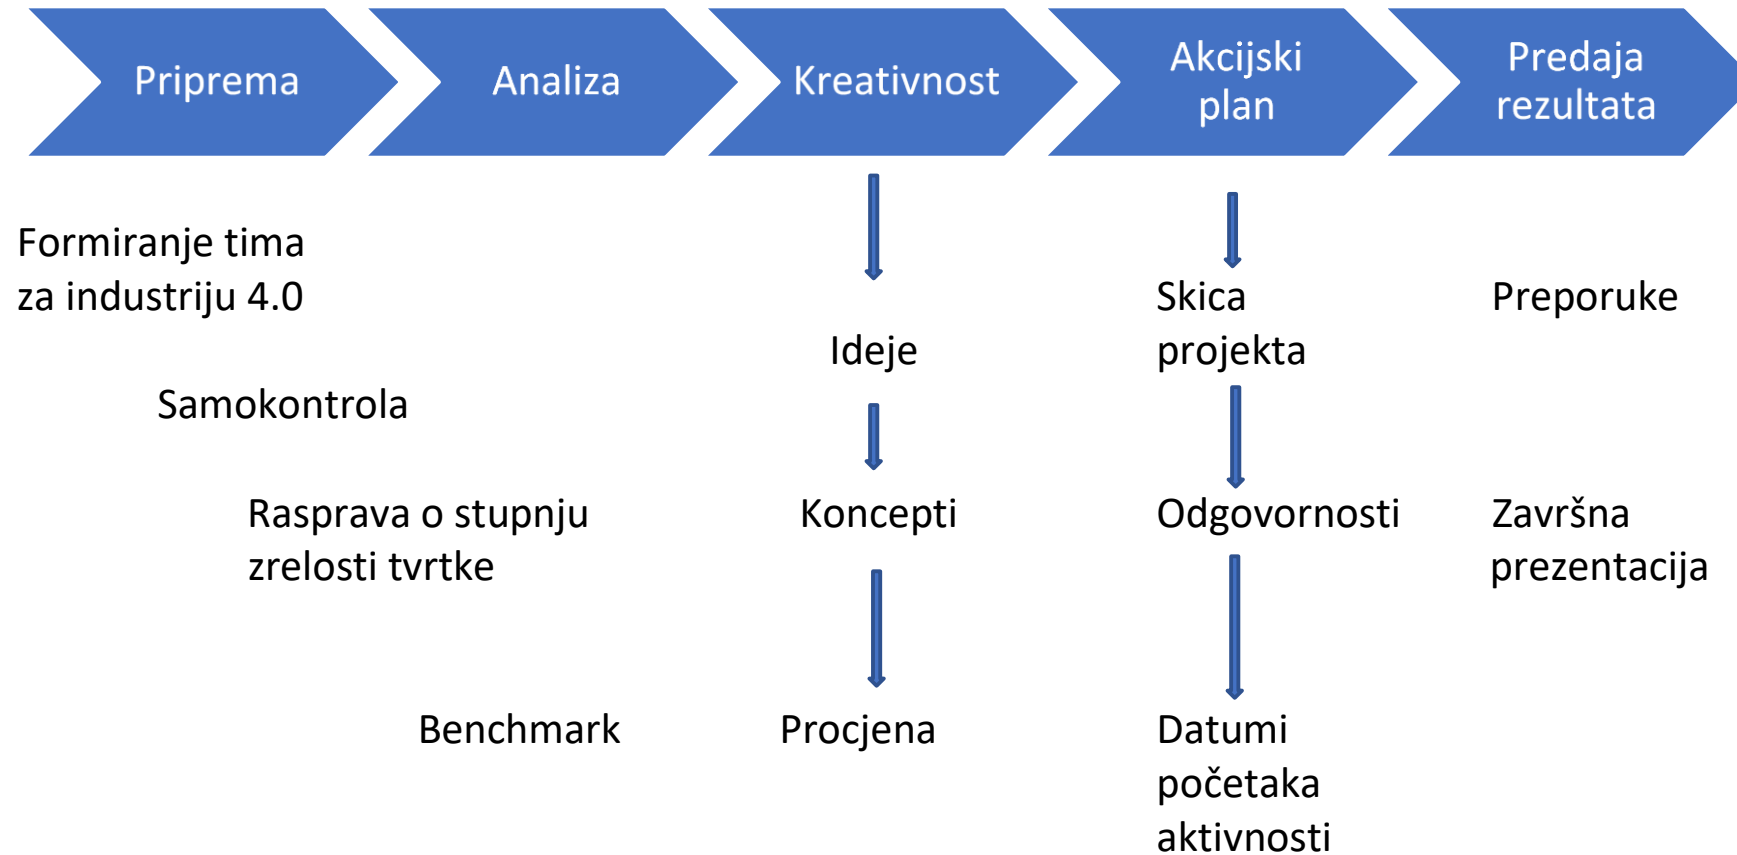 Priprema
Analiza
Kreativnost
Akcijski
plan
Predaja
rezultata
Formiranje tima
za industriju 4.0
Samokontrola
Rasprava o stupnju
zrelosti tvrtke
Benchmark
Ideje
Koncepti
Procjena
Skica
projekta
Odgovornosti
Datumi
početaka
aktivnosti
Preporuke
Završna
prezentacija